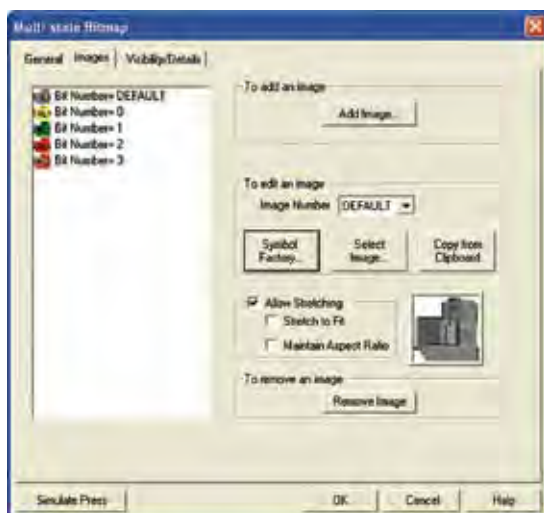 Multi state Bitmap
General Images Visibility/Details
Bit Number= DEFAULT
Bit Number= 0
Bit Number= 1
Bit Number= 2
Bit Number= 3
To add an image
Add Image...
To edit an image
Image Number DEFAULT
Symbol Factory...
Select Image...
Copy from Clipboard
Allow Stretching
Stretch to Fit
Maintain Aspect Ratio
To remove an image
Remove Image
Simulate Press OK Cancel Help